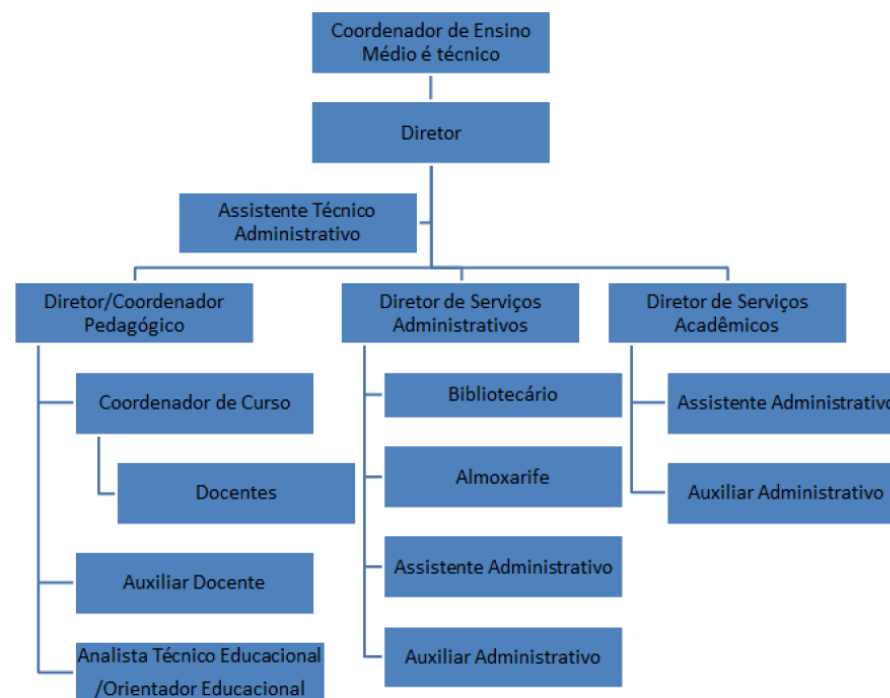 Coordenador de Ensino
Médio é técnico
Diretor
Assistente Técnico
Administrativo
Diretor/Coordenador
Pedagógico
Coordenador de Curso
Docentes
Auxiliar Docente
Analista Técnico Educacional
/Orientador Educacional
Diretor de Serviços
Administrativos
Bibliotecário
Almoxarife
Assistente Administrativo
Auxiliar Administrativo
Diretor de Serviços
Acadêmicos
Assistente Administrativo
Auxiliar Administrativo